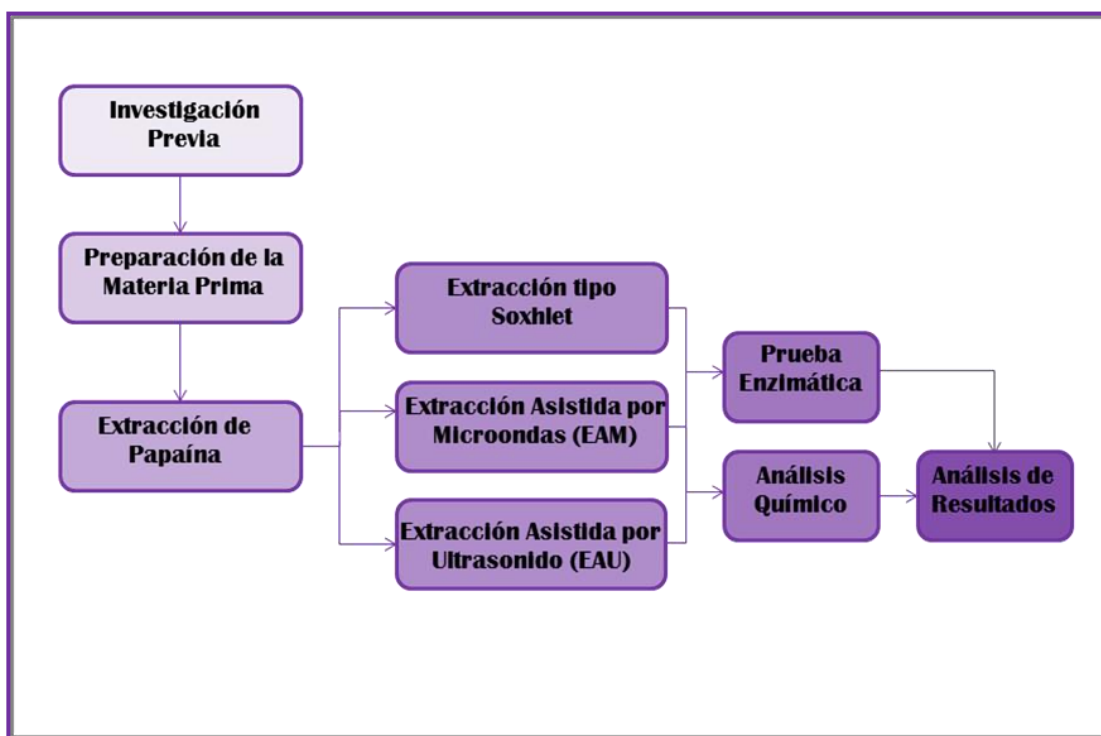 Investigación
Previa
Preparación de la
Materia Prima
Extracción de
Papaína
Extracción tipo
Soxhlet
Extracción Asistida por
Microondas (EAM)
Extracción Asistida por
Ultrasonido (EAU)
Prueba
Enzimática
Análisis
Químico
Análisis de
Resultados